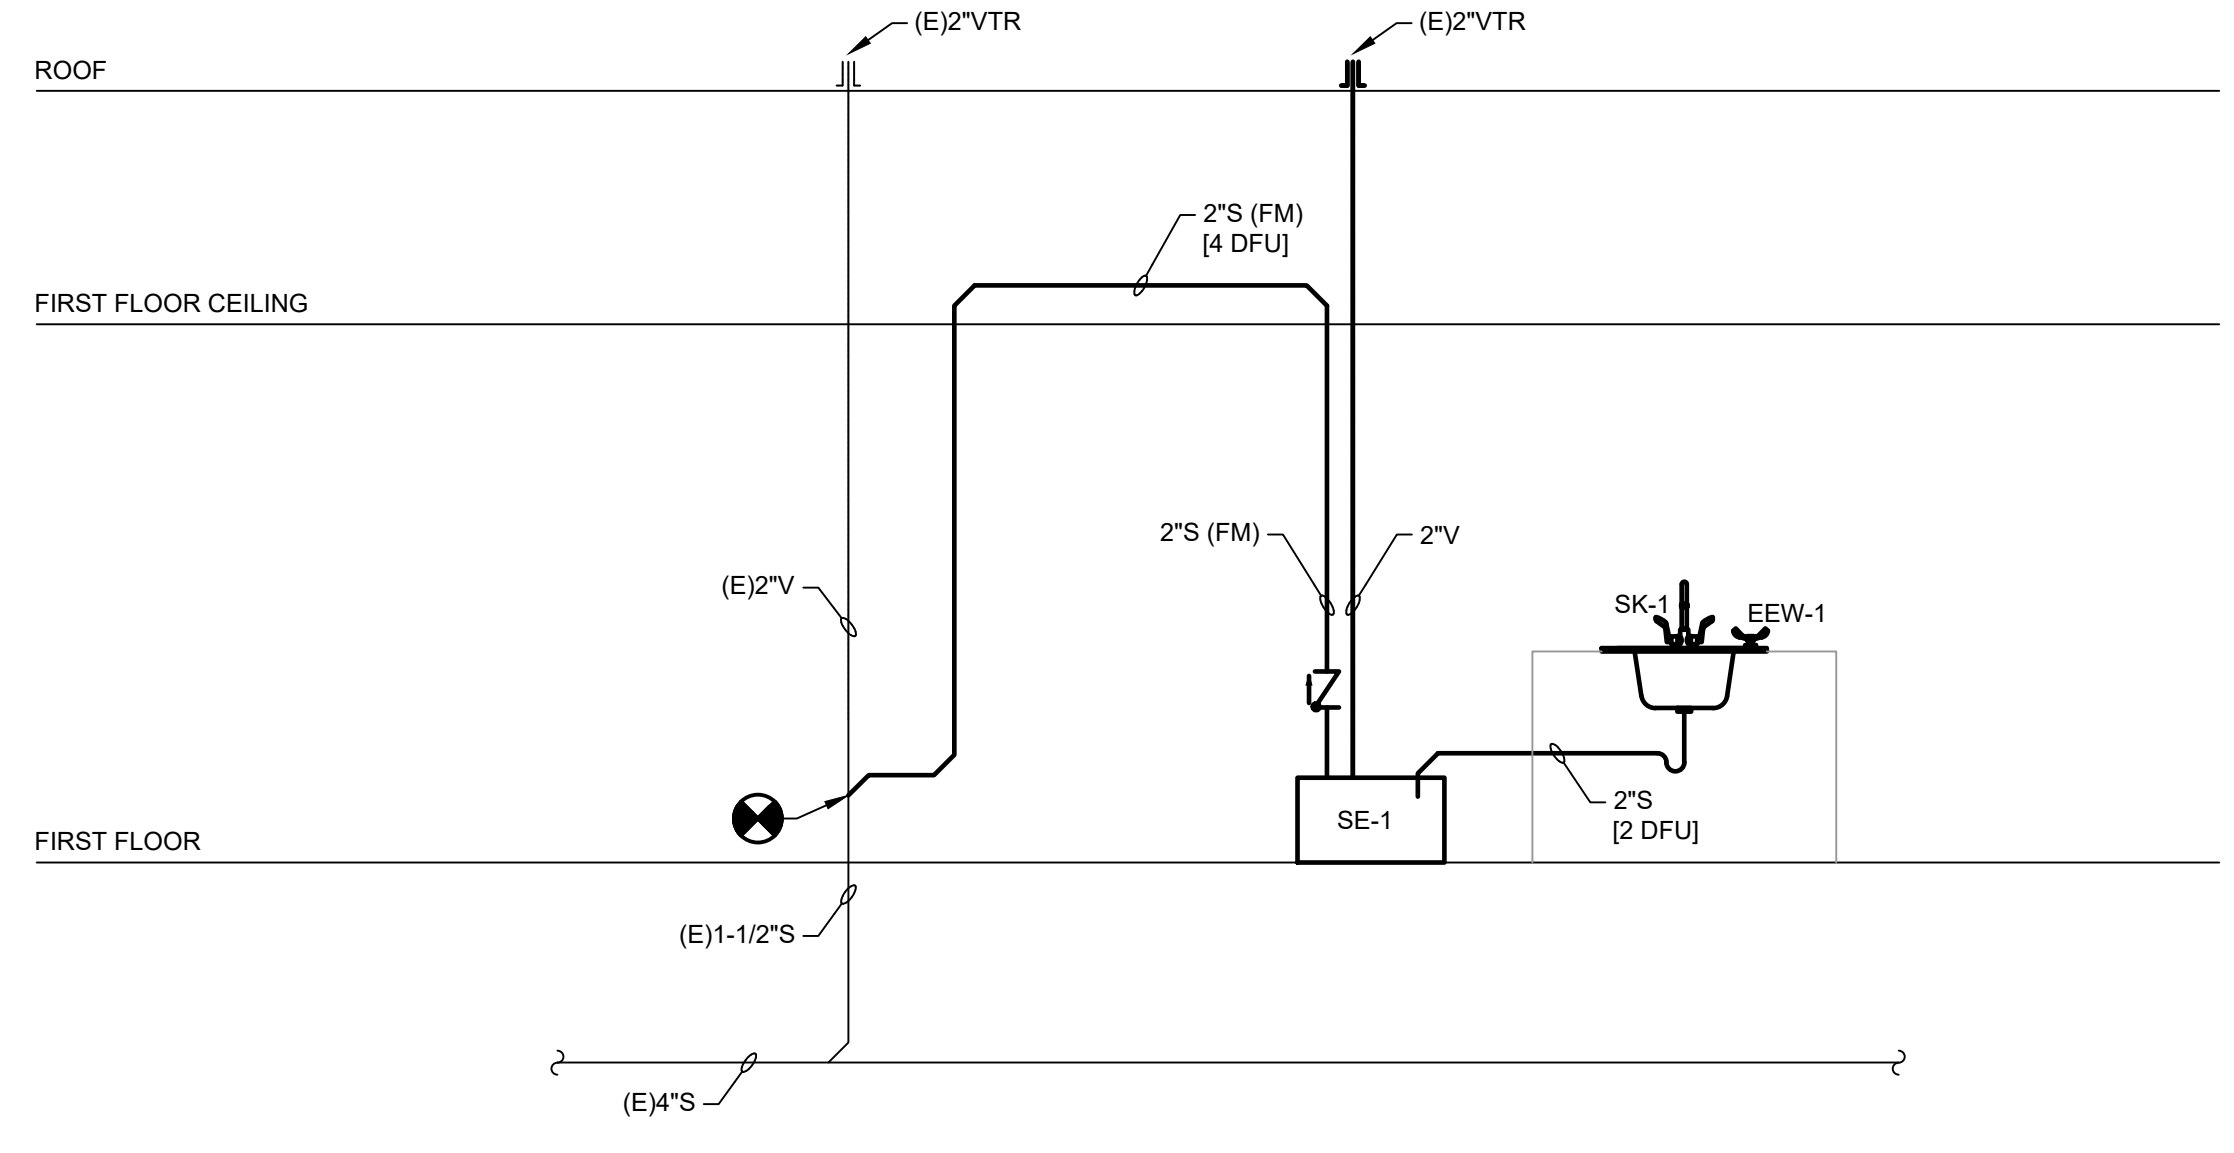 (E)2"VTR
(E)2"VTR
ROOF
2"S (FM)
[4 DFU]
FIRST FLOOR CEILING
2"S (FM)
2"V
(E)2"V
SK-1
EEW-1
2"S
[2 DFU]
SE-1
FIRST FLOOR
(E)1-1/2"S
(E)4"S